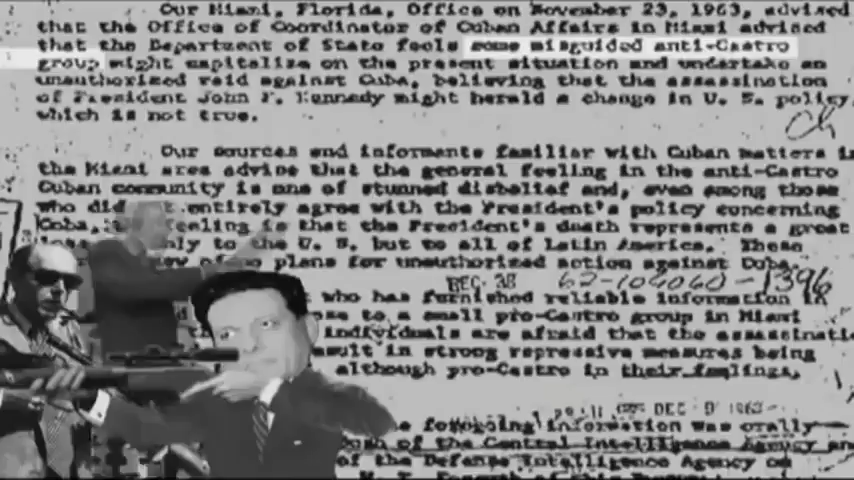 Our Miami, Florida, Office on November 23, 1963, advised
that the Office of Coordinator of Cuban Affairs in Miami advised
that the Department of State feels some misguided anti-Castro
group might capitalize on the present situation and undertake an
unauthorized raid against Cuba, believing that the assassination
of President John F. Kennedy might herald a change in U. S. policy,
which is not true.
Our sources and informants familiar with Cuban matters in
the Miami area advise that the general feeling in the anti-Castro
Cuban community is one of stunned disbelief and, even among those
who did entirely agree with the President's policy concerning
Cuba, feeling is that the President's death represents a great
to the U. S. but to all of Latin America. These
of no plans for unauthorized action against Cuba.
DEC 28 62-109060-1396
who has furnished reliable information in
to a small pro-Castro group in Miami
individuals are afraid that the
in strong repressive measures being
although pro-Castro in their feelings,
DEC 9 1963
foregoing information was orally
of the Central Intelligence Agency and
of the Defense Intelligence Agency on